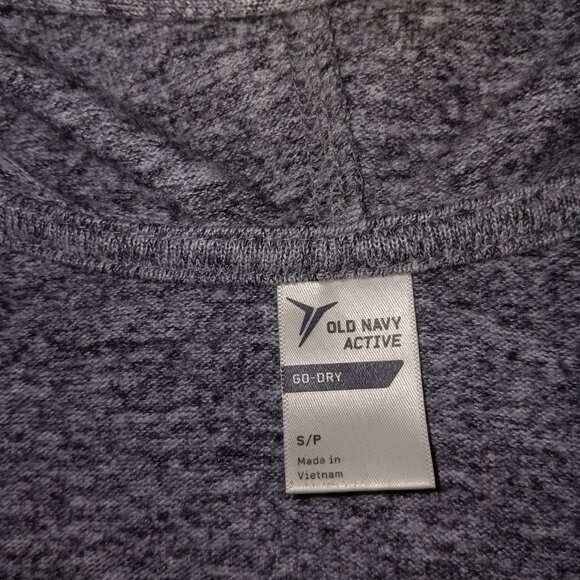 OLD NAVY
ACTIVE
GO-DRY
S/P
Made in
Vietnam